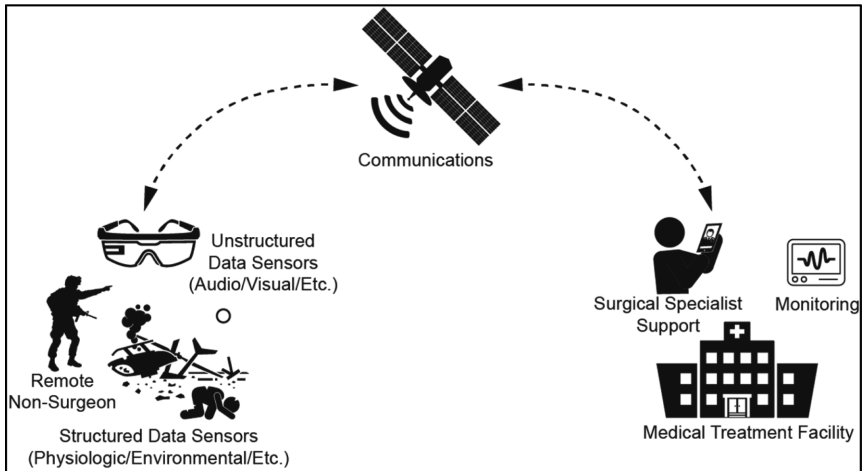 Communications
Unstructured
Data Sensors
(Audio/Visual/Etc.)
Remote
Non-Surgeon
Structured Data Sensors
(Physiologic/Environmental/Etc.)
Surgical Specialist
Support
Monitoring
Medical Treatment Facility